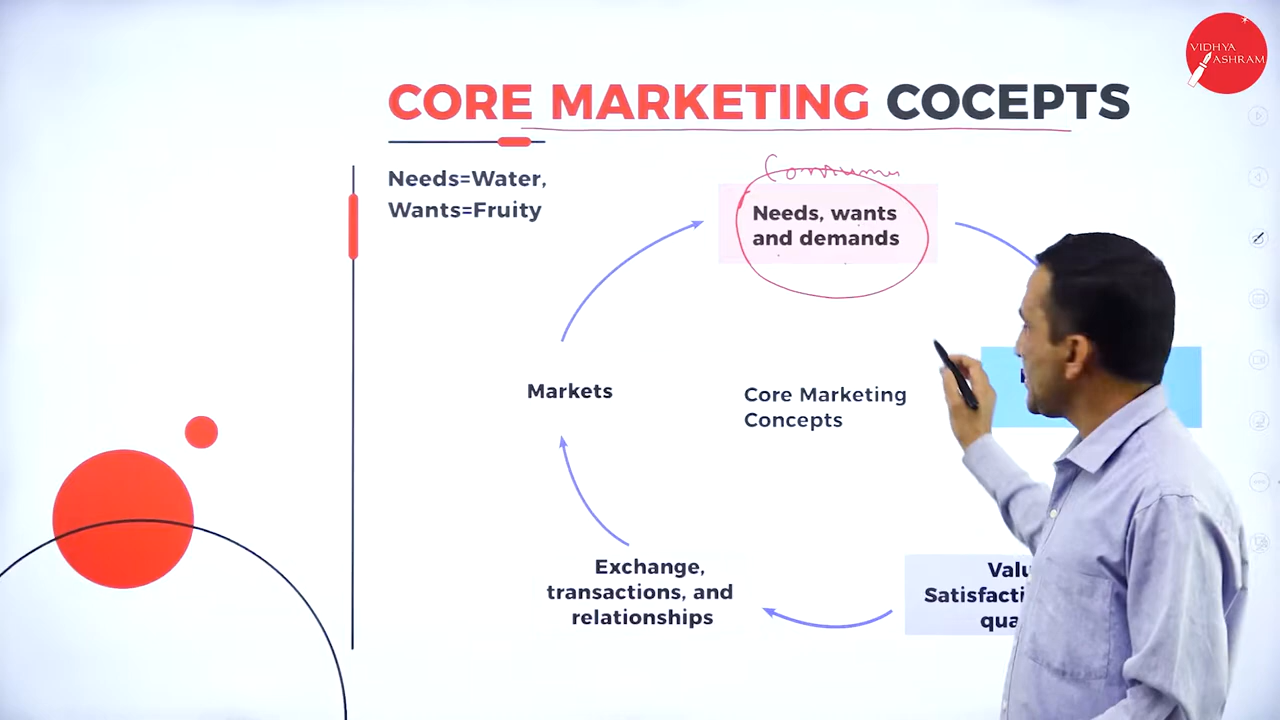 VIDHYA
ASHRAM
CORE MARKETING COCEPTS
Needs=Water,
Wants=Fruity
Consumer
Needs, wants
and demands
Markets
Core Marketing
Concepts
Exchange,
transactions, and
relationships